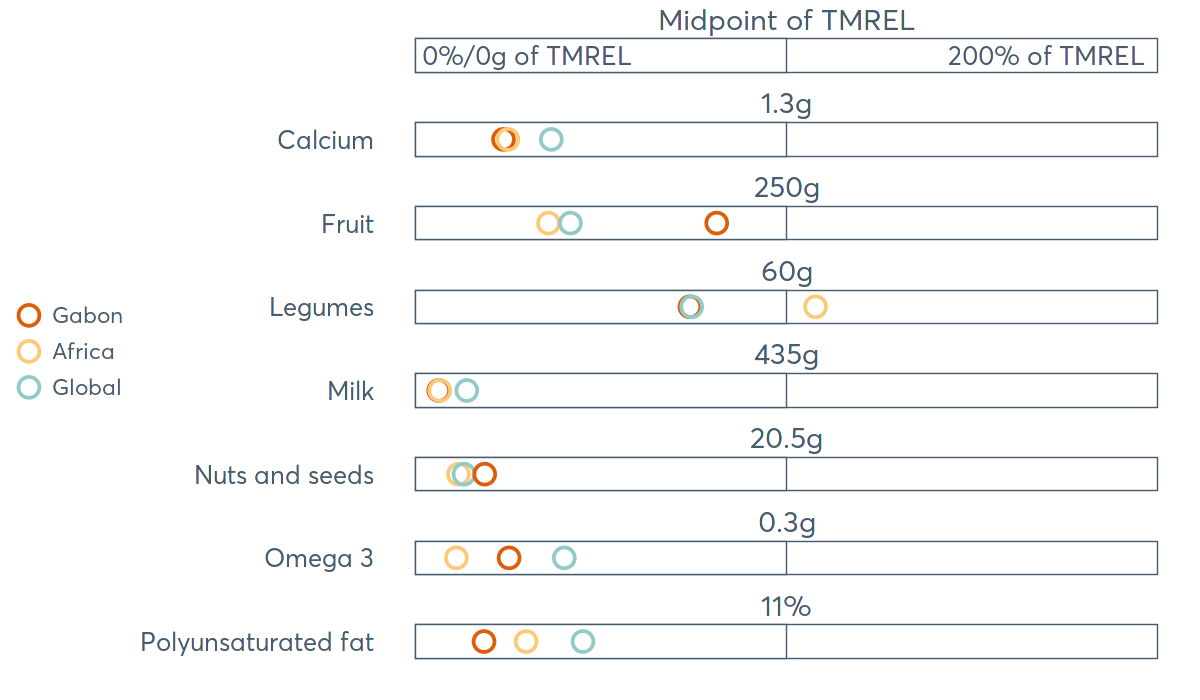 Midpoint of TMREL
0%/0g of TMREL
200% of TMREL
1.3g
Calcium
250g
Fruit
60g
Legumes
435g
Milk
20.5g
Nuts and seeds
0.3g
Omega 3
11%
Polyunsaturated fat
Gabon
Africa
Global